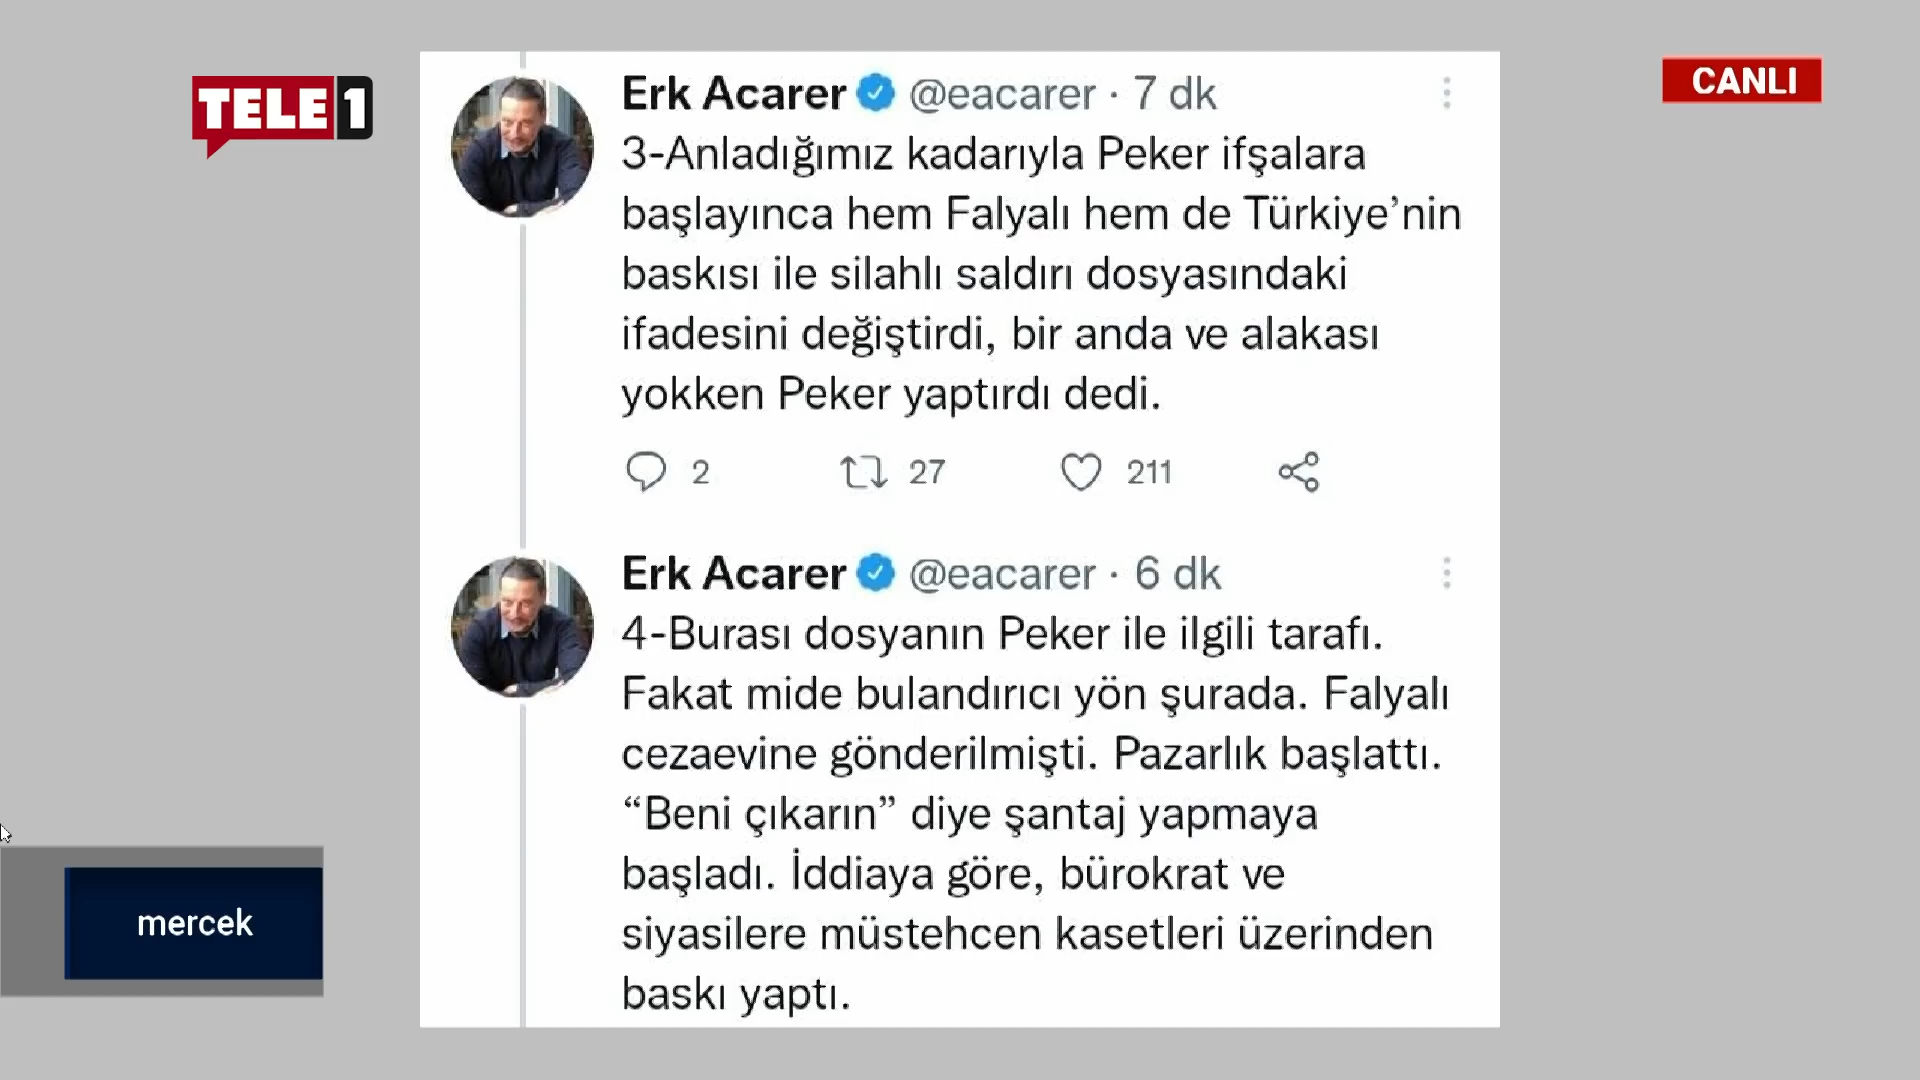 TELE1
CANLI
Erk Acarer @eacarer · 7 dk
3-Anladığımız kadarıyla Peker ifşalara
başlayınca hem Falyalı hem de Türkiye’nin
baskısı ile silahlı saldırı dosyasındaki
ifadesini değiştirdi, bir anda ve alakası
yokken Peker yaptırdı dedi.
2 27 211
Erk Acarer @eacarer · 6 dk
4-Burası dosyanın Peker ile ilgili tarafı.
Fakat mide bulandırıcı yön şurada. Falyalı
cezaevine gönderilmişti. Pazarlık başlattı.
“Beni çıkarın” diye şantaj yapmaya
başladı. İddiaya göre, bürokrat ve
siyasilere müstehcen kasetleri üzerinden
baskı yaptı.
mercek